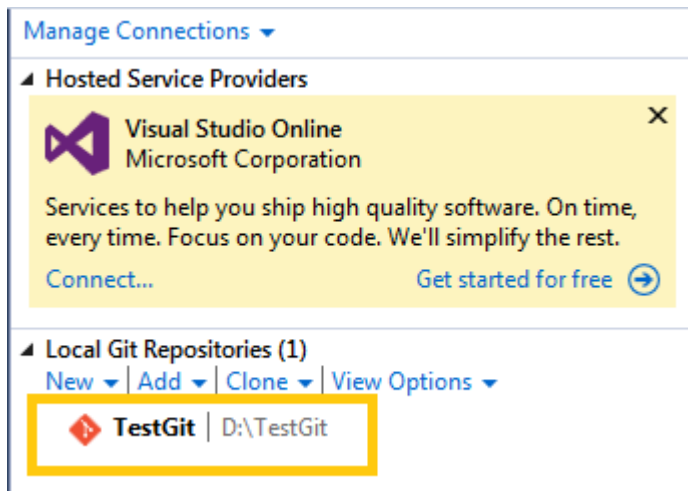 Manage Connections
Hosted Service Providers
Visual Studio Online
Microsoft Corporation
Services to help you ship high quality software. On time,
every time. Focus on your code. We'll simplify the rest.
Connect... Get started for free
Local Git Repositories (1)
New | Add | Clone | View Options
TestGit | D:\TestGit